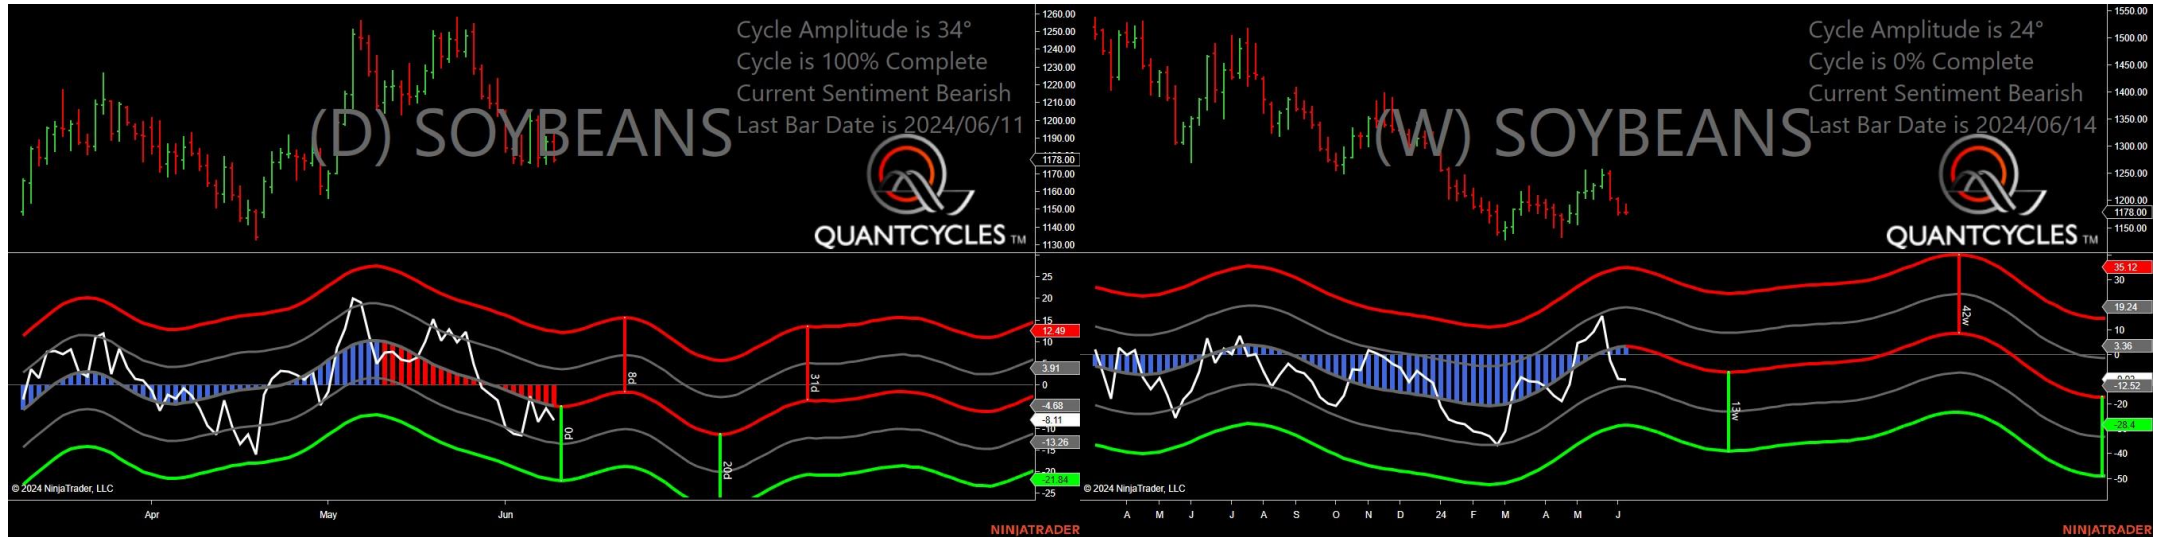 Cycle Amplitude is 34°
Cycle is 100% Complete
Current Sentiment Bearish
Last Bar Date is 2024/06/11
(D) SOYBEANS
QUANTCYCLES TM
1260.00
1250.00
1240.00
1230.00
1220.00
1210.00
1200.00
1190.00
1178.00
1170.00
1160.00
1150.00
1140.00
1130.00
25
20
15
12.49
3.91
0
-4.68
-8.11
-10
-13.26
-15
-20
-21.84
-25
0d
8d
20d
31d
© 2024 NinjaTrader, LLC
Apr May Jun
NINJATRADER
Cycle Amplitude is 24°
Cycle is 0% Complete
Current Sentiment Bearish
Last Bar Date is 2024/06/14
(W) SOYBEANS
QUANTCYCLES TM
1550.00
1500.00
1450.00
1400.00
1350.00
1300.00
1250.00
1200.00
1178.00
1150.00
35.12
30
19.24
10
3.36
0
-12.52
-20
-28.4
-40
-50
13w
42w
© 2024 NinjaTrader, LLC
A M J J A S O N D 24 F M A M J
NINJATRADER